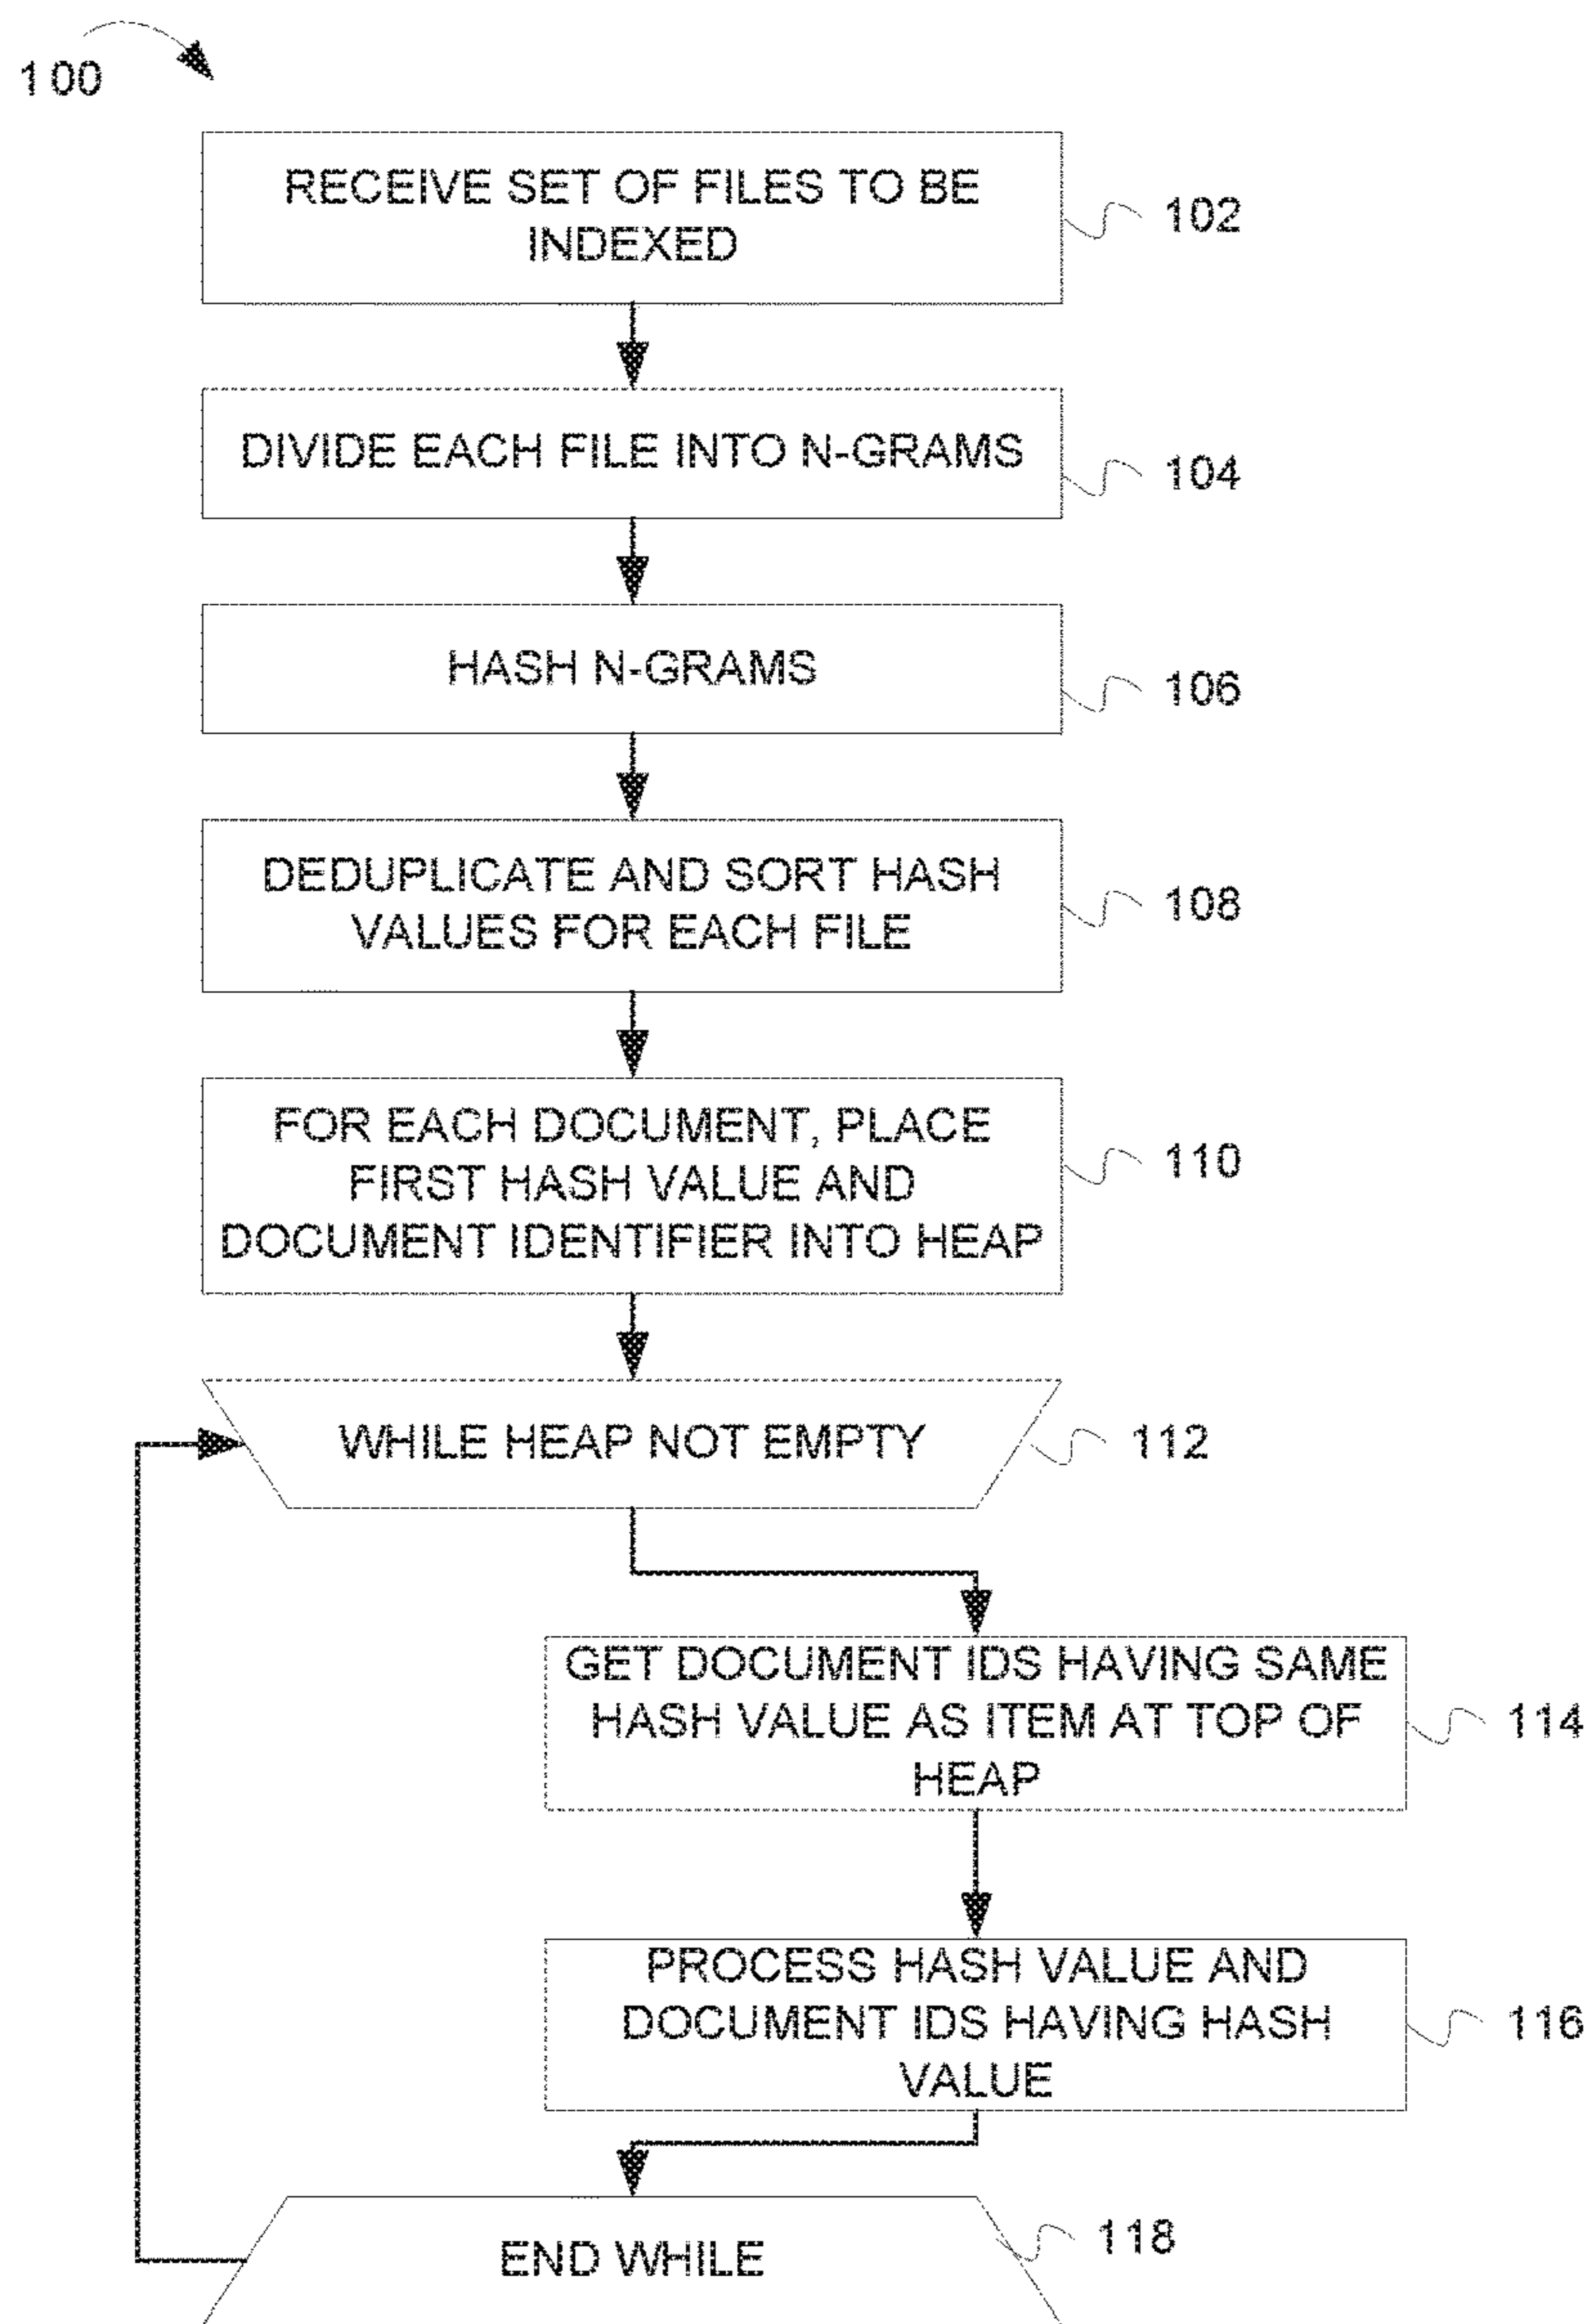 100
RECEIVE SET OF FILES TO BE
INDEXED
102
DIVIDE EACH FILE INTO N-GRAMS
104
HASH N-GRAMS
106
DEDUPLICATE AND SORT HASH
VALUES FOR EACH FILE
108
FOR EACH DOCUMENT, PLACE
FIRST HASH VALUE AND
DOCUMENT IDENTIFIER INTO HEAP
110
WHILE HEAP NOT EMPTY
112
GET DOCUMENT IDS HAVING SAME
HASH VALUE AS ITEM AT TOP OF
HEAP
114
PROCESS HASH VALUE AND
DOCUMENT IDS HAVING HASH
VALUE
116
END WHILE
118